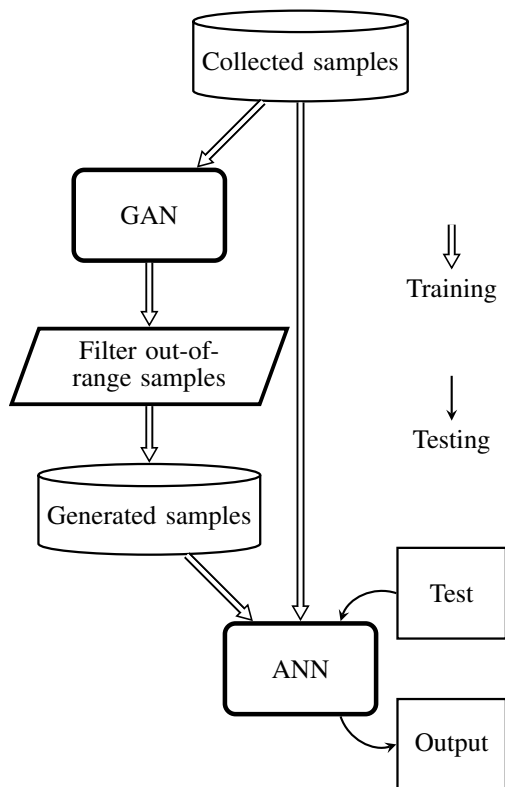 Collected samples
GAN
Training
Filter out-of-
range samples
Testing
Generated samples
Test
ANN
Output